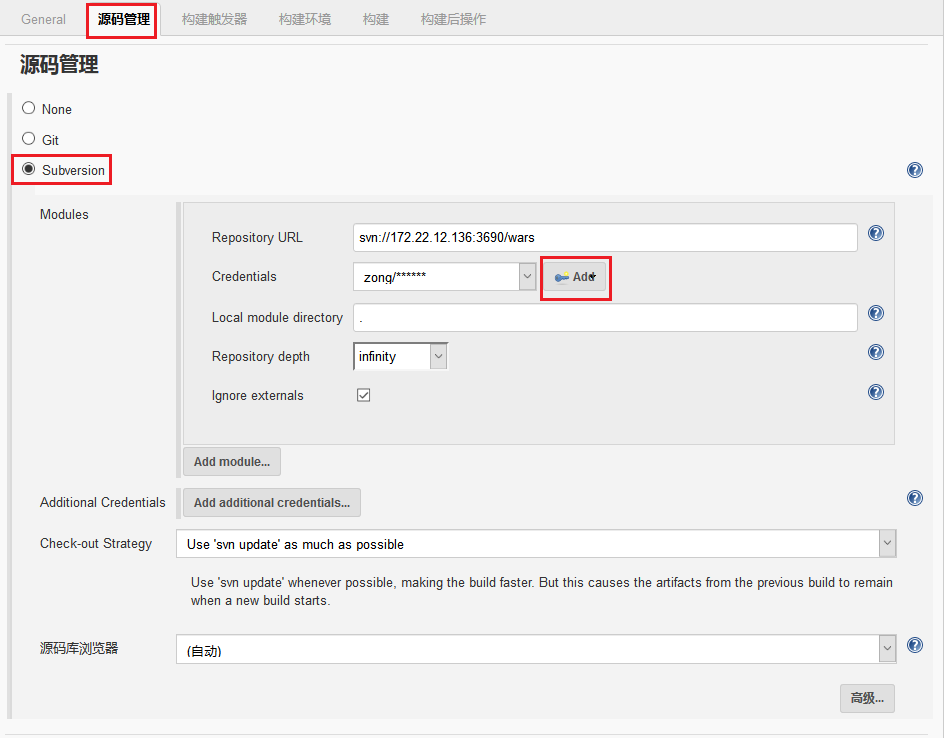 General 源码管理 构建触发器 构建环境 构建 构建后操作
源码管理
None
Git
Subversion
Modules
Repository URL svn://172.22.12.136:3690/wars
Credentials zong/****** Add
Local module directory .
Repository depth infinity
Ignore externals
Add module...
Additional Credentials Add additional credentials...
Check-out Strategy Use 'svn update' as much as possible
Use 'svn update' whenever possible, making the build faster. But this causes the artifacts from the previous build to remain
when a new build starts.
源码库浏览器 (自动)
高级...